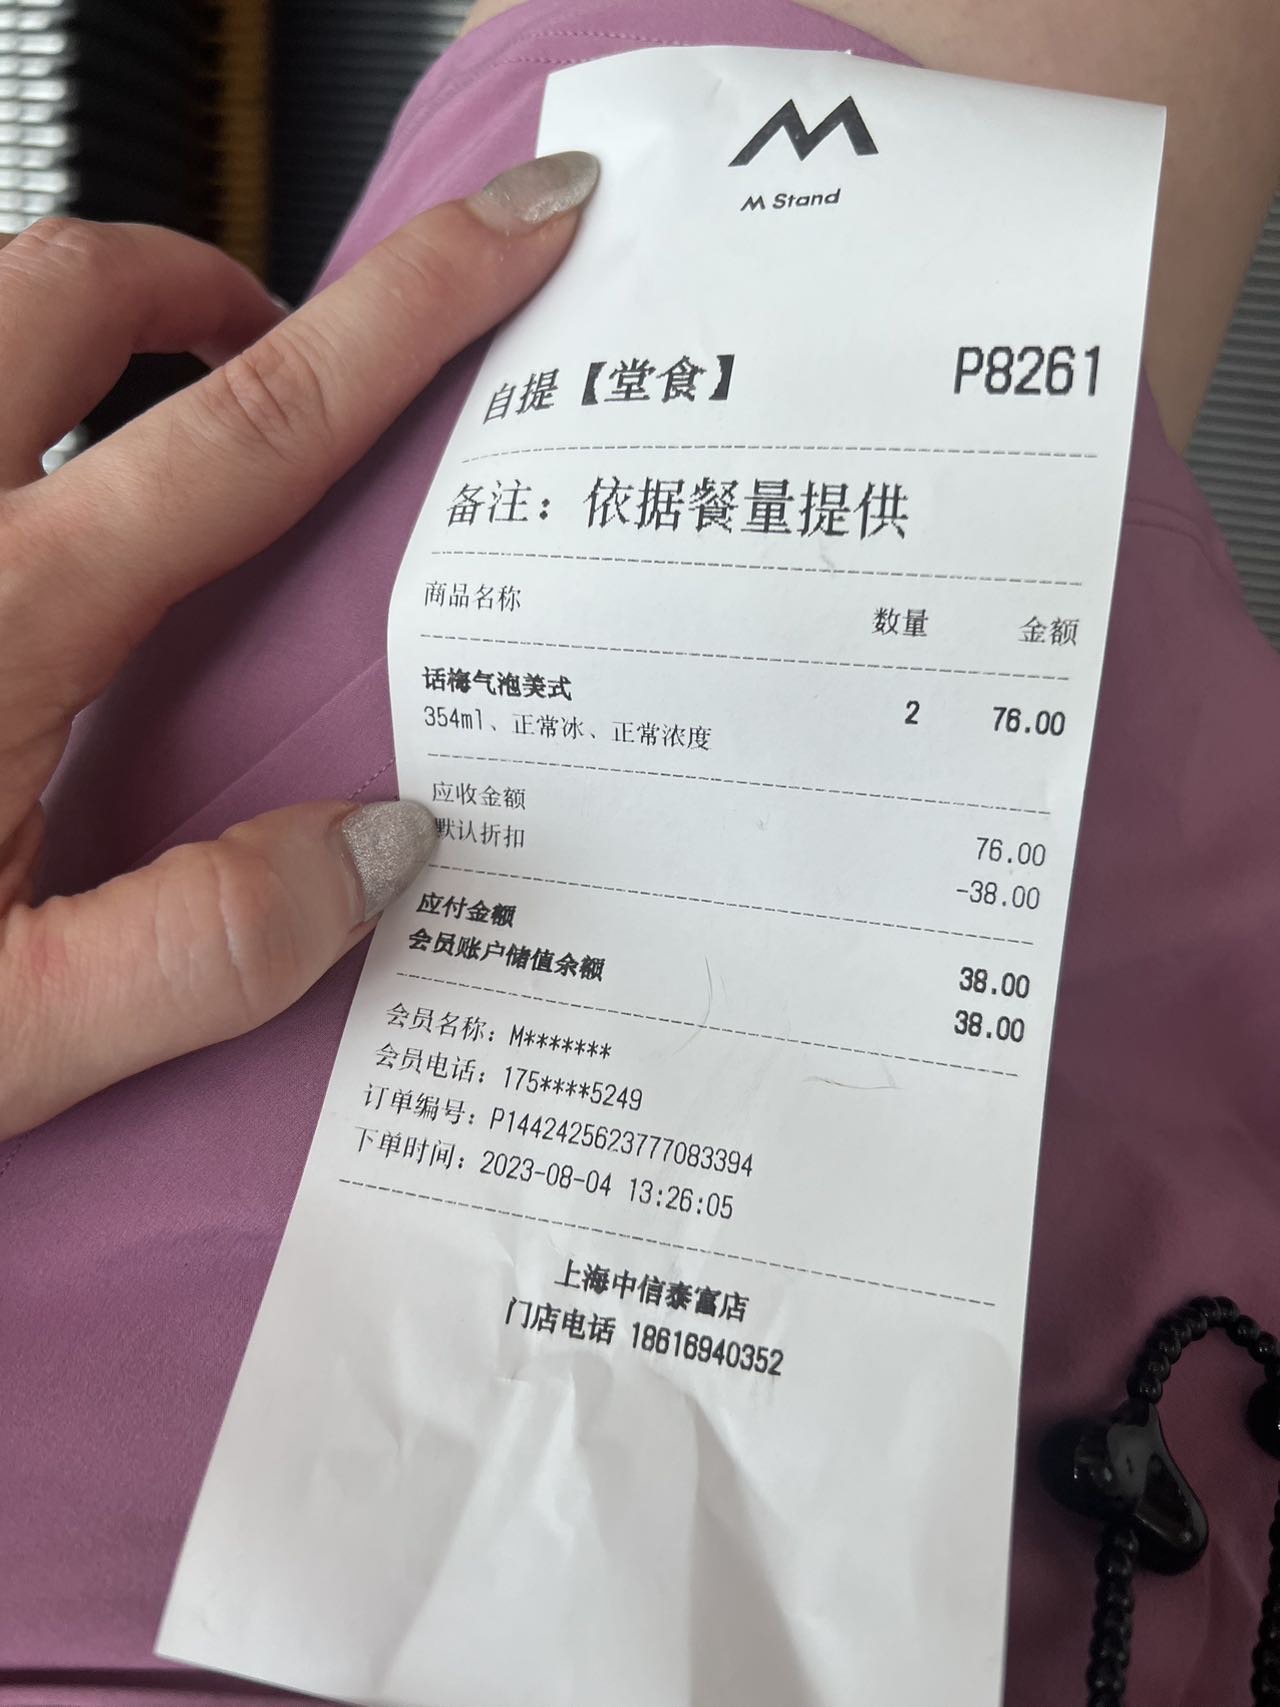 M Stand
自提【堂食】 P8261
备注：依据餐量提供
商品名称 数量 金额
话梅气泡美式 2 76.00
354ml、正常冰、正常浓度
应收金额 76.00
默认折扣 -38.00
应付金额 38.00
会员账户储值余额 38.00
会员名称：M*******
会员电话：175****5249
订单编号：P1442425623777083394
下单时间：2023-08-04 13:26:05
上海中信泰富店
门店电话 18616940352